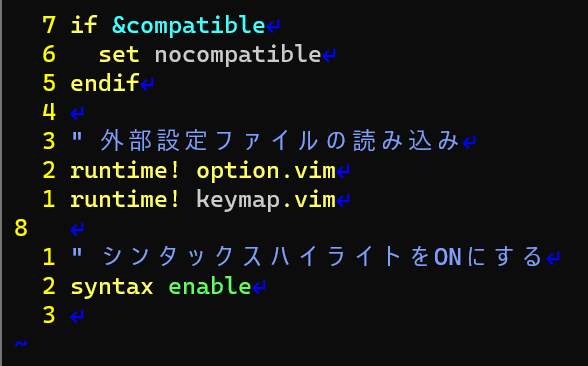 7 if &compatible↲
6   set nocompatible↲
5 endif↲
4 ↲
3 " 外部設定ファイルの読み込み↲
2 runtime! option.vim↲
1 runtime! keymap.vim↲
8 ↲
1 " シンタックスハイライトをONにする↲
2 syntax enable↲
3 ↲
~